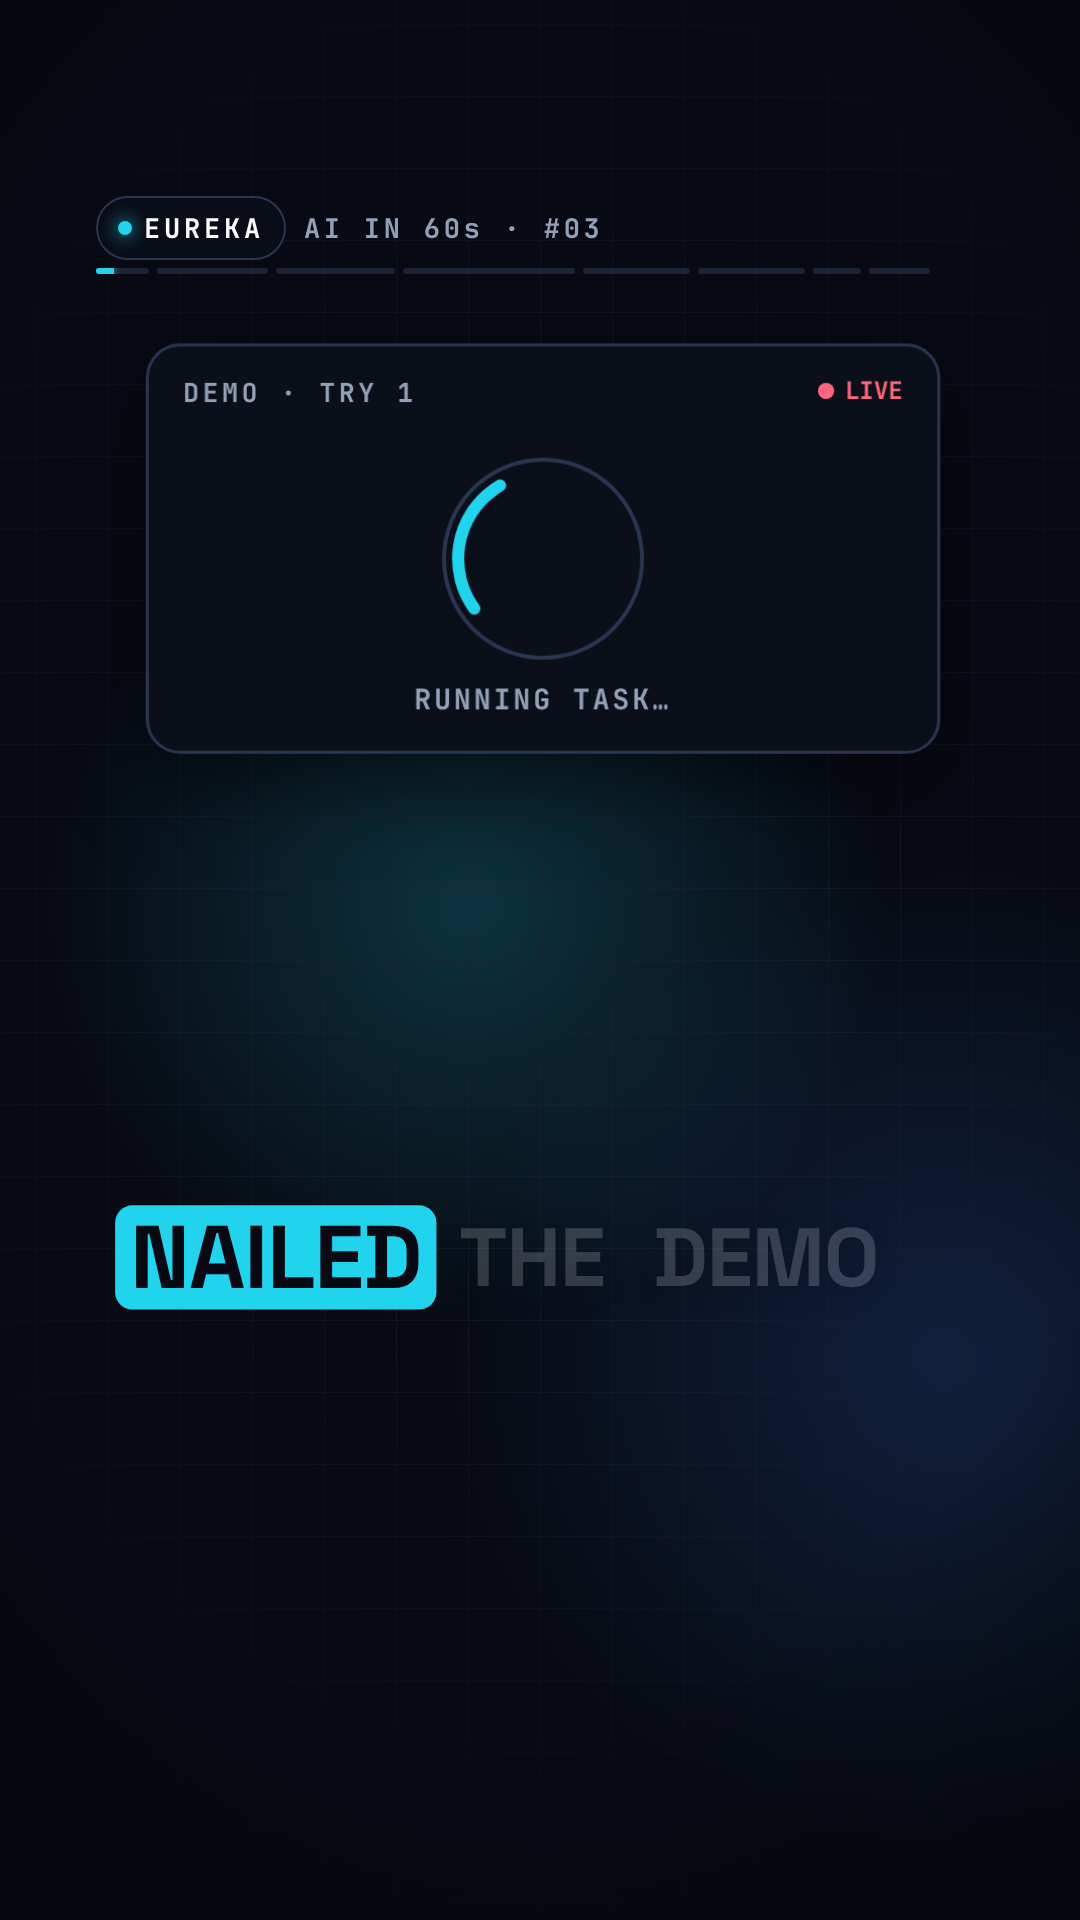 EUREKA AI IN 60s · #03
DEMO · TRY 1 LIVE
RUNNING TASK…
NAILED THE DEMO